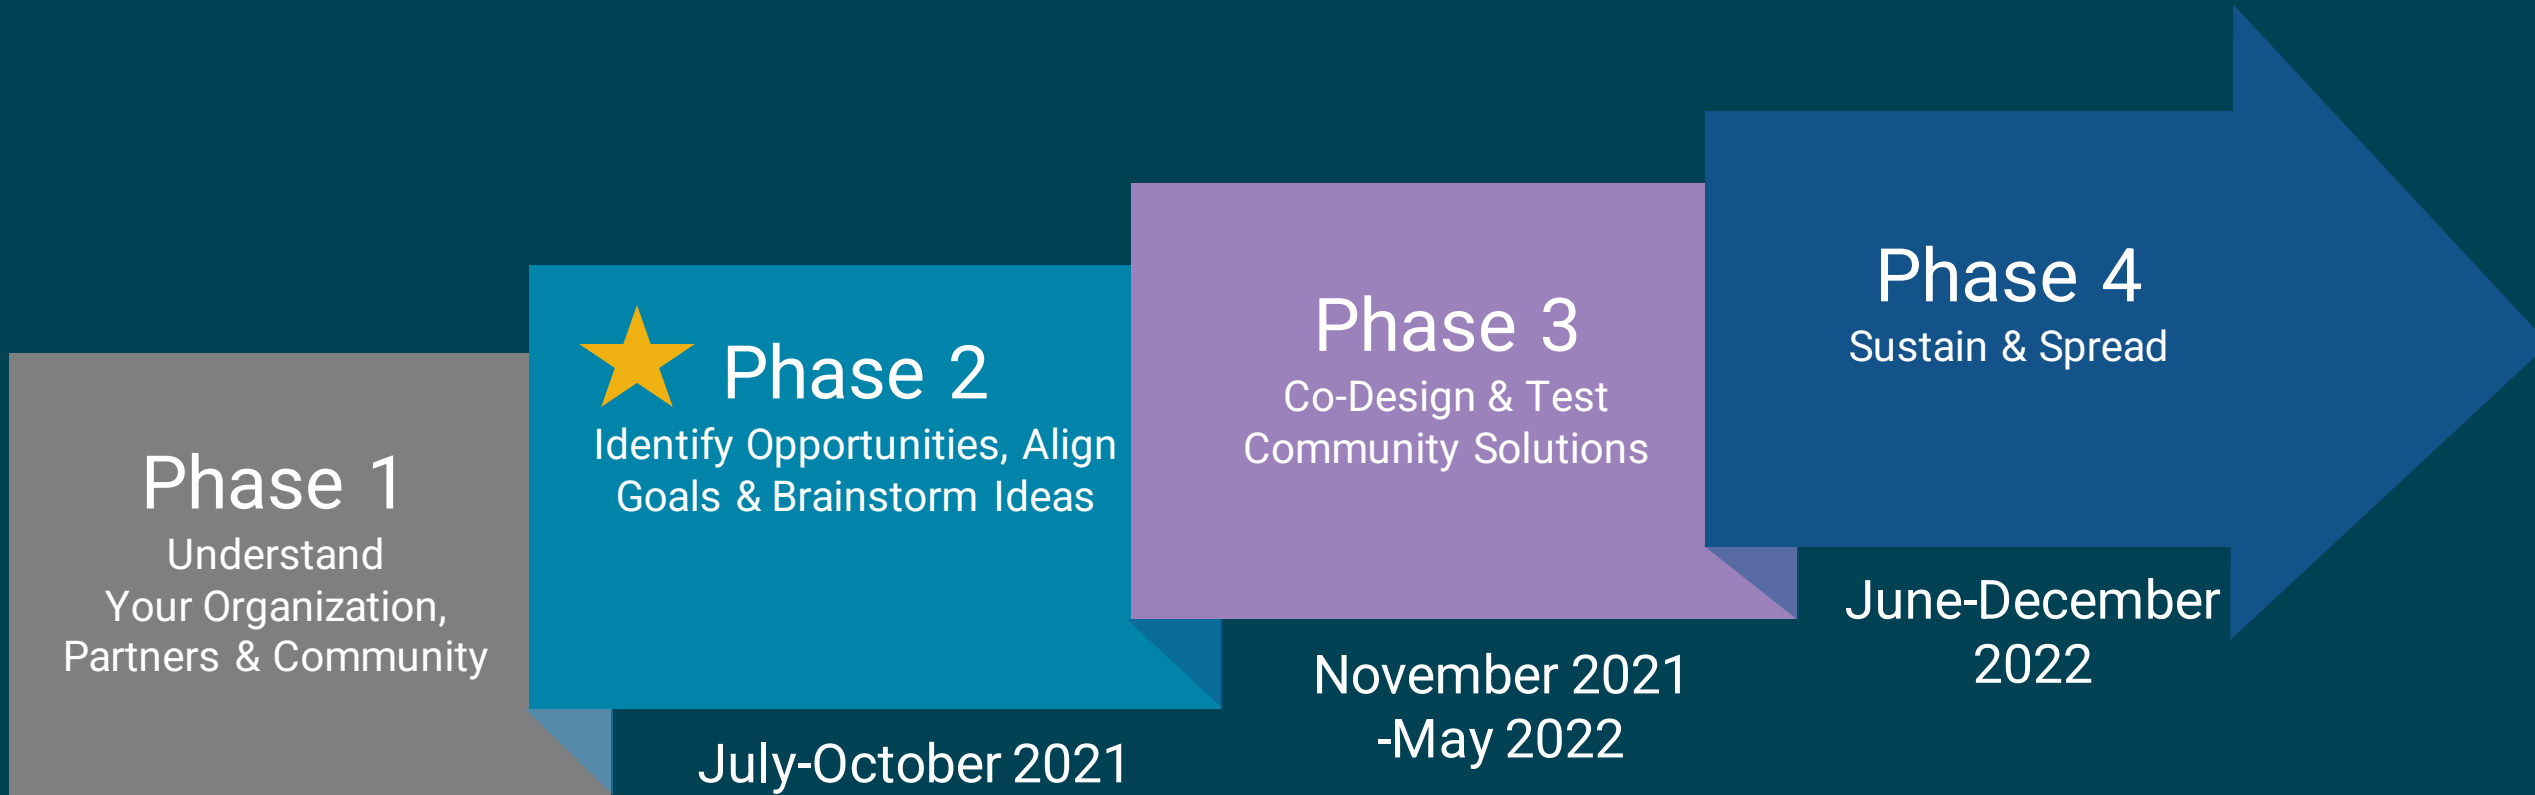 Phase 1
Understand
Your Organization,
Partners & Community
Phase 2
Identify Opportunities, Align
Goals & Brainstorm Ideas
July-October 2021
Phase 3
Co-Design & Test
Community Solutions
November 2021
-May 2022
Phase 4
Sustain & Spread
June-December
2022